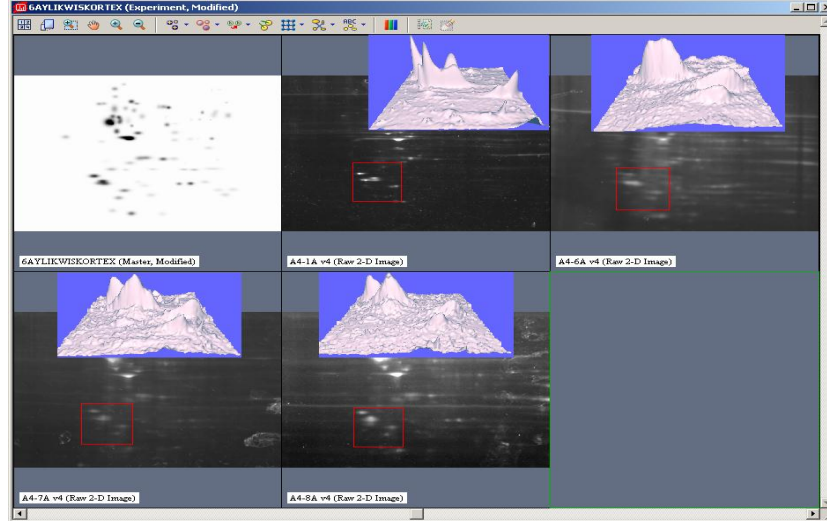 6AYLIKWISKORTEX (Experiment, Modified)
ABC
6AYLIKWISKORTEX (Master, Modified)
A4-1A v4 (Raw 2-D Image)
A4-6A v4 (Raw 2-D Image)
A4-7A v4 (Raw 2-D Image)
A4-8A v4 (Raw 2-D Image)